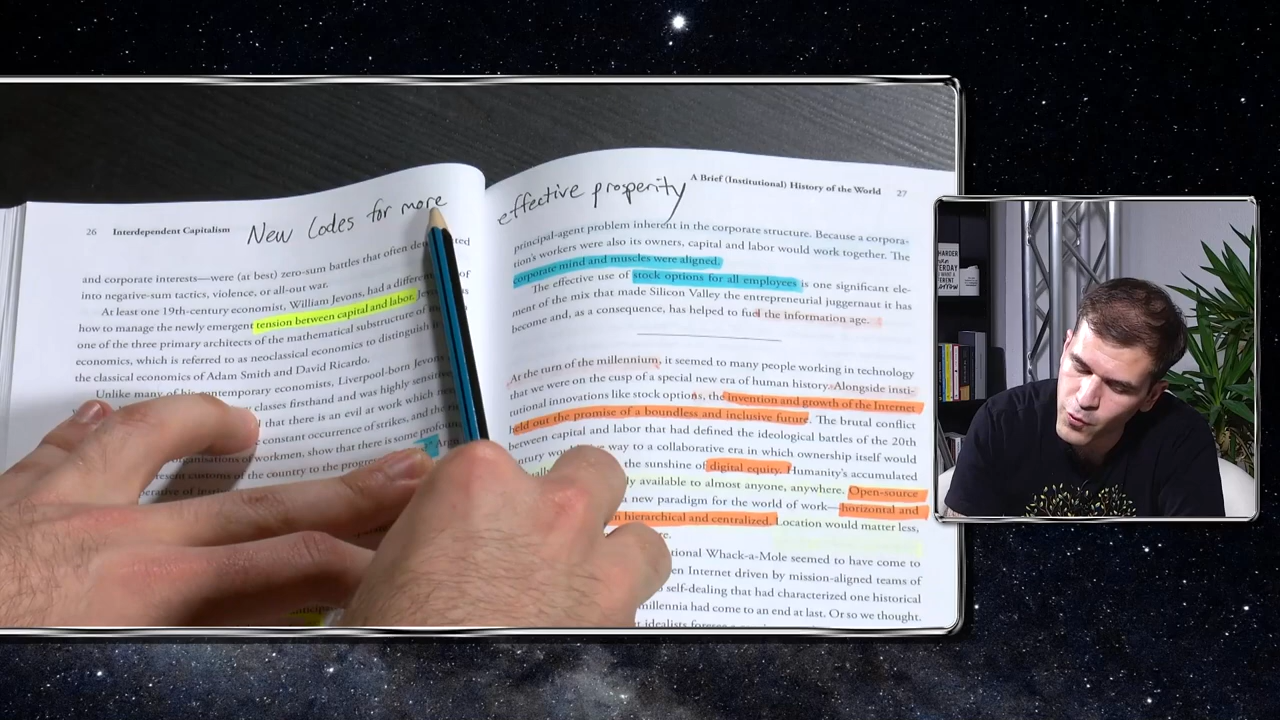 26 Interdependent Capitalism
New Codes for more
and corporate interests—were (at best) zero-sum battles that often
into negative-sum tactics, violence, or all-out war.
At least one 19th-century economist, William Jevons, had a different
how to manage the newly emergent tension between capital and labor.
one of the three primary architects of the mathematical substructure of
economics, which is referred to as neoclassical economics to distinguish
the classical economics of Adam Smith and David Ricardo.
Unlike many of his contemporary economists, Liverpool-born Jevons
classes firsthand and was highly
that there is an evil at work which
constant occurrence of strikes, and the
organisations of workmen, show that there is some
customs of the country to the
A Brief (Institutional) History of the World 27
effective prosperity
principal-agent problem inherent in the corporate structure. Because a corpora-
tion's workers were also its owners, capital and labor would work together. The
corporate mind and muscles were aligned.
The effective use of stock options for all employees is one significant ele-
ment of the mix that made Silicon Valley the entrepreneurial juggernaut it has
become and, as a consequence, has helped to fuel the information age.
At the turn of the millennium, it seemed to many people working in technology
that we were on the cusp of a special new era of human history. Alongside insti-
tutional innovations like stock options, the invention and growth of the Internet
held out the promise of a boundless and inclusive future. The brutal conflict
between capital and labor that had defined the ideological battles of the 20th
century way to a collaborative era in which ownership itself would
the sunshine of digital equity. Humanity's accumulated
available to almost anyone, anywhere. Open-source
a new paradigm for the world of work—horizontal and
hierarchical and centralized. Location would matter less,
Whack-a-Mole seemed to have come to
Internet driven by mission-aligned teams of
self-dealing that had characterized one historical
millennia had come to an end at last. Or so we thought.
idealists
HARDER